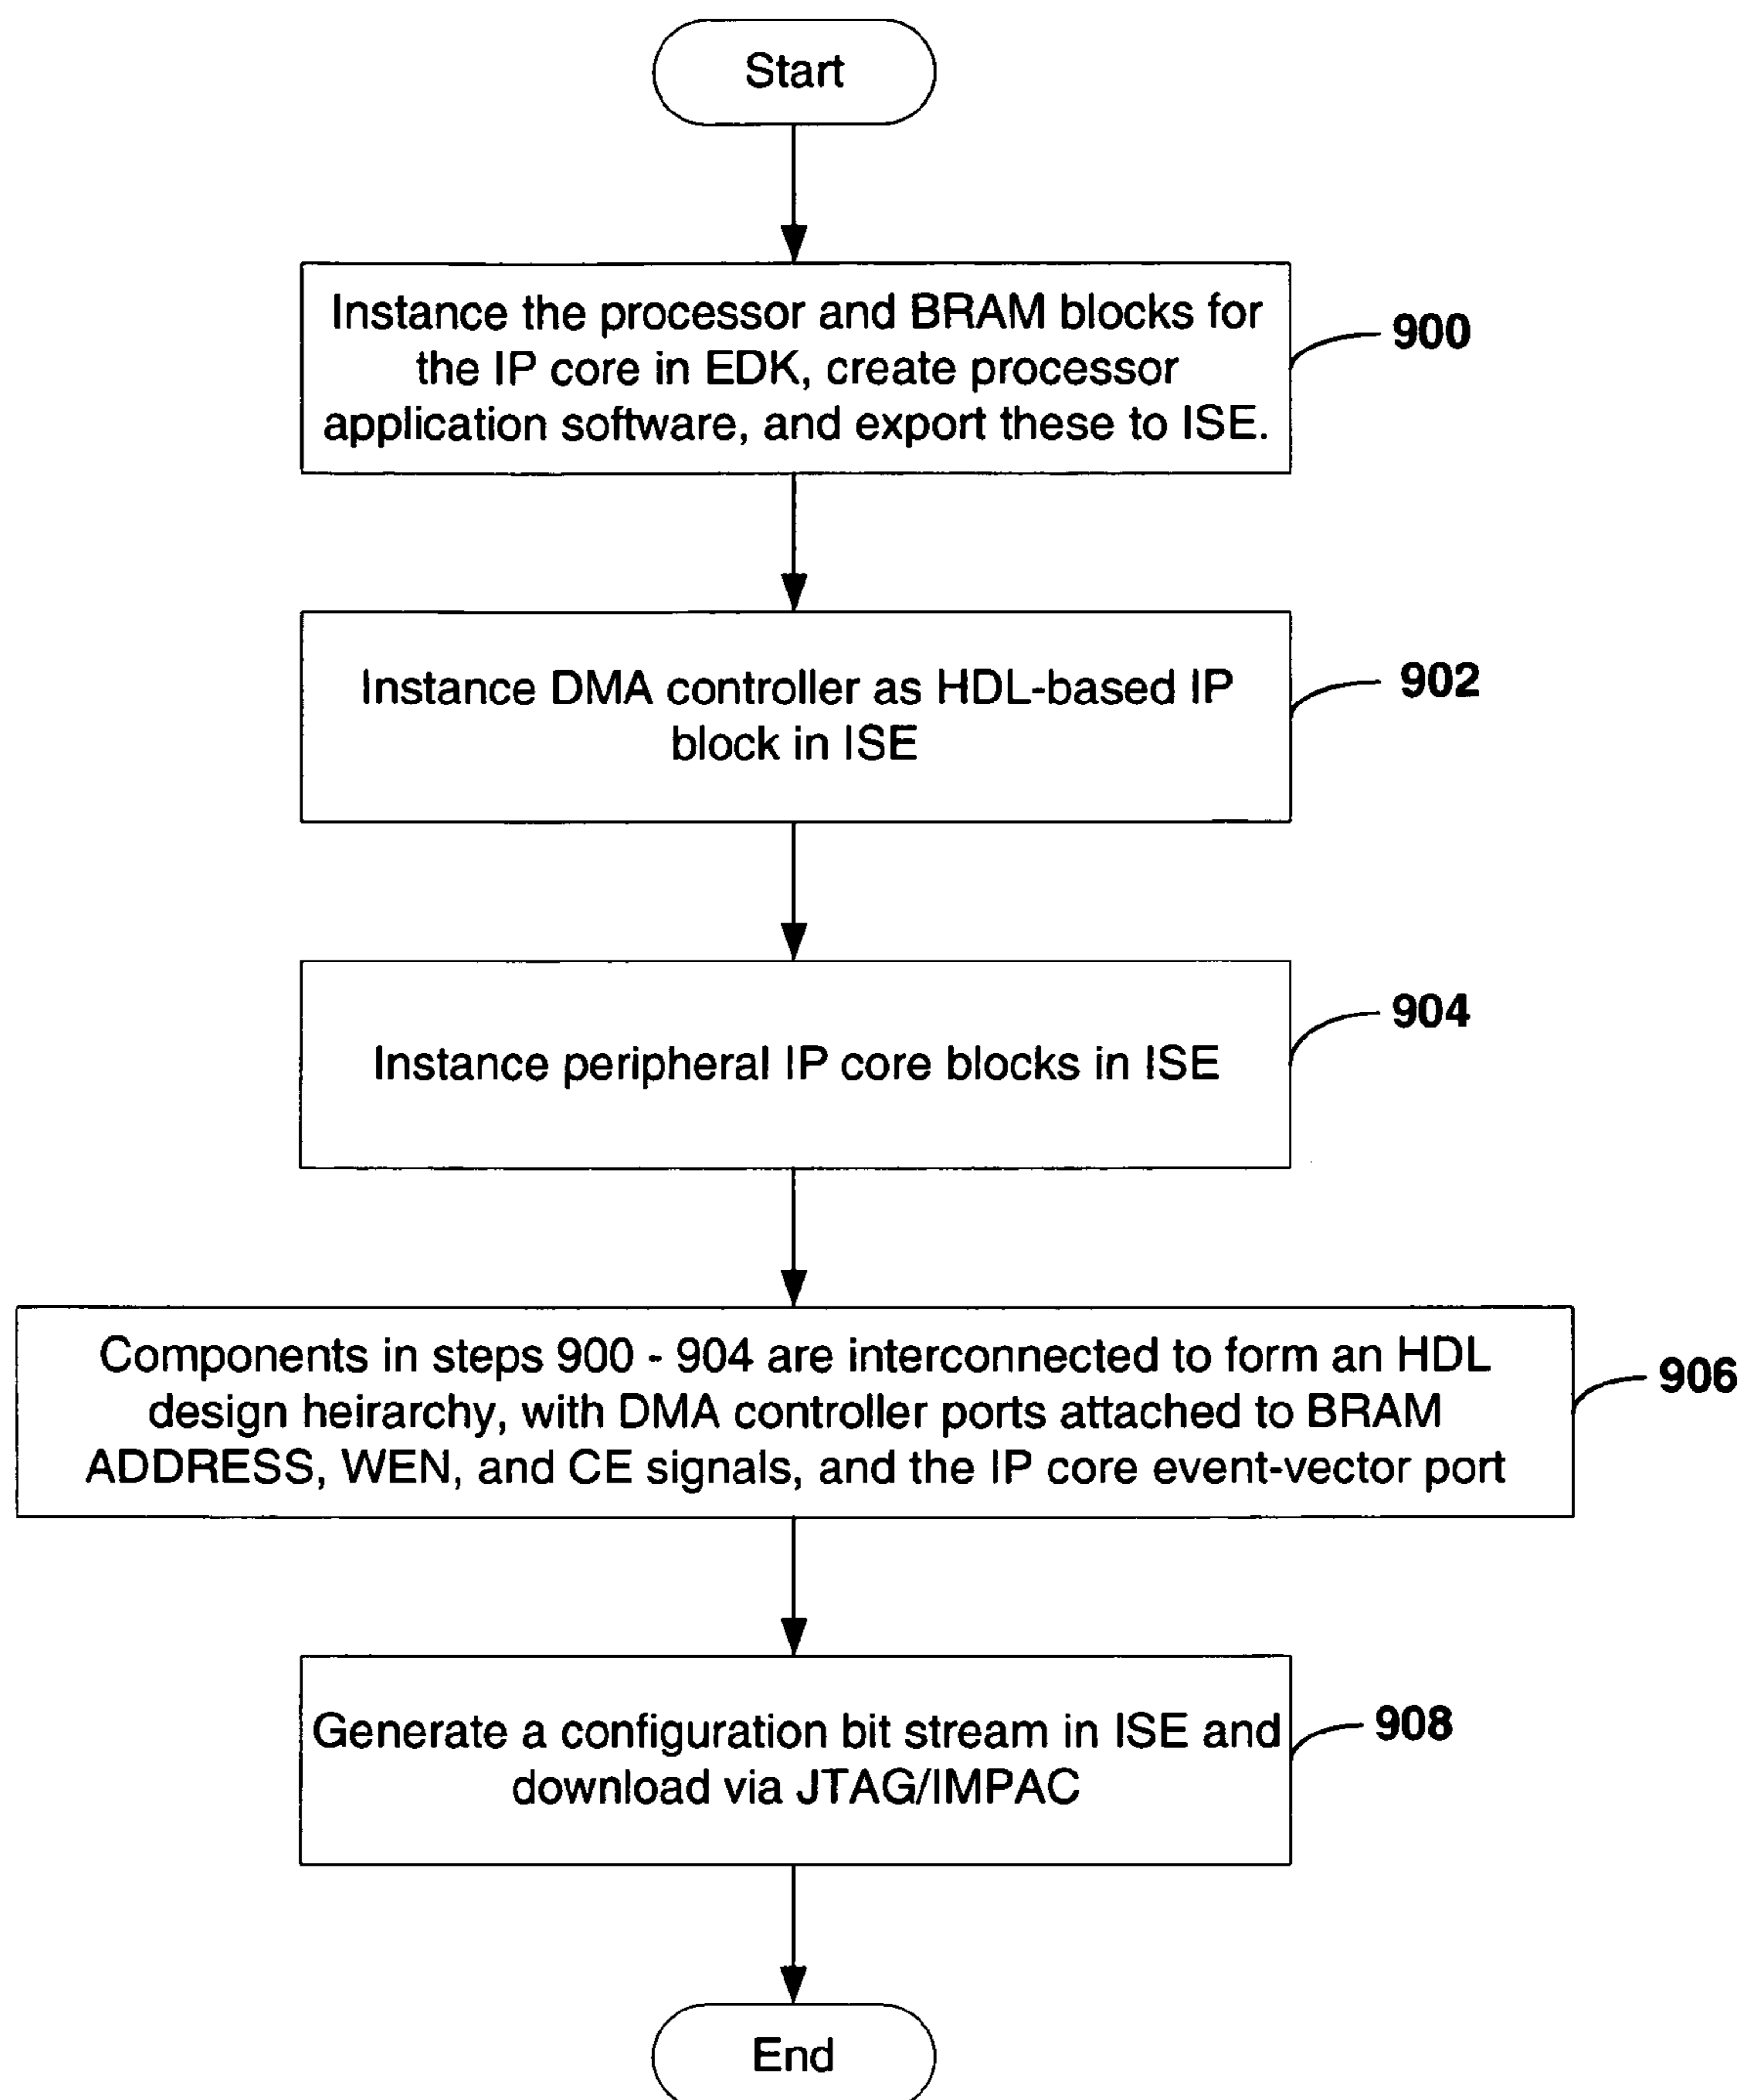 Start
Instance the processor and BRAM blocks for
the IP core in EDK, create processor
application software, and export these to ISE.
900
Instance DMA controller as HDL-based IP
block in ISE
902
Instance peripheral IP core blocks in ISE
904
Components in steps 900 - 904 are interconnected to form an HDL
design heirarchy, with DMA controller ports attached to BRAM
ADDRESS, WEN, and CE signals, and the IP core event-vector port
906
Generate a configuration bit stream in ISE and
download via JTAG/IMPAC
908
End